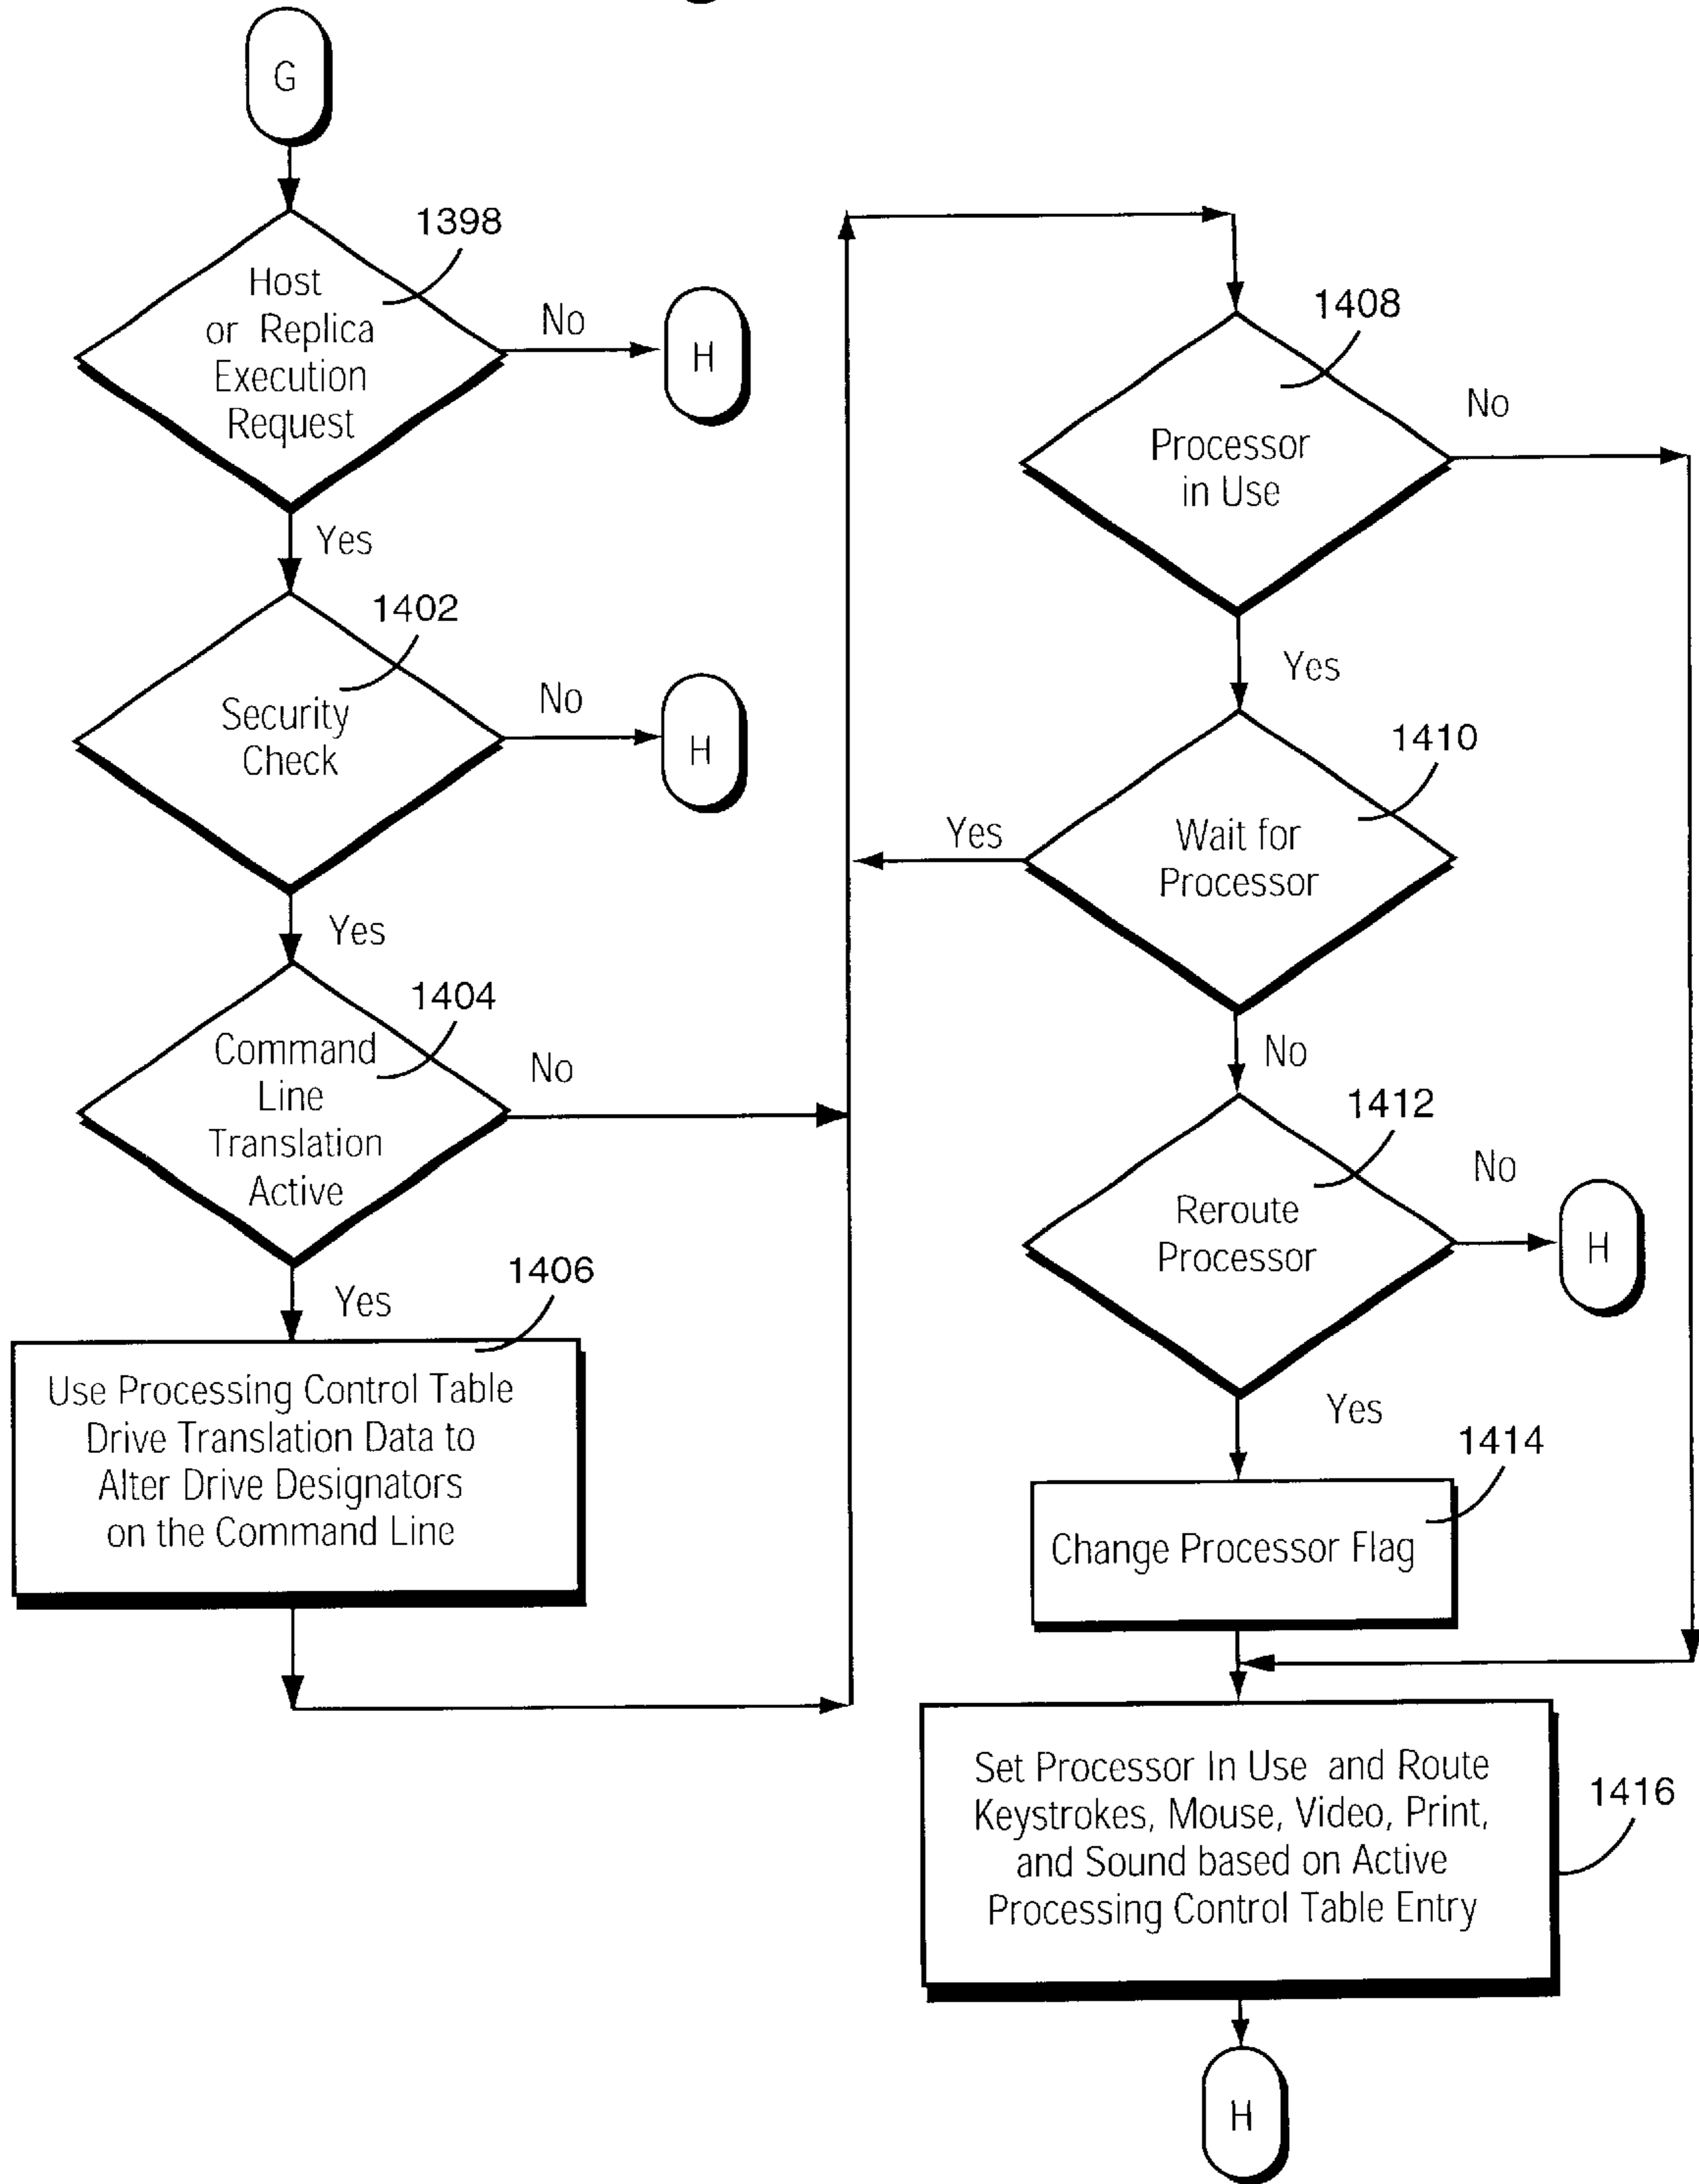 G
1398
Host
or Replica
Execution
Request
No
H
Yes
1402
Security
Check
No
H
Yes
1404
Command
Line
Translation
Active
No
Yes
1406
Use Processing Control Table
Drive Translation Data to
Alter Drive Designators
on the Command Line
1408
Processor
in Use
No
Yes
1410
Wait for
Processor
Yes
No
1412
Reroute
Processor
No
H
Yes
1414
Change Processor Flag
Set Processor In Use and Route
Keystrokes, Mouse, Video, Print,
and Sound based on Active
Processing Control Table Entry
1416
H